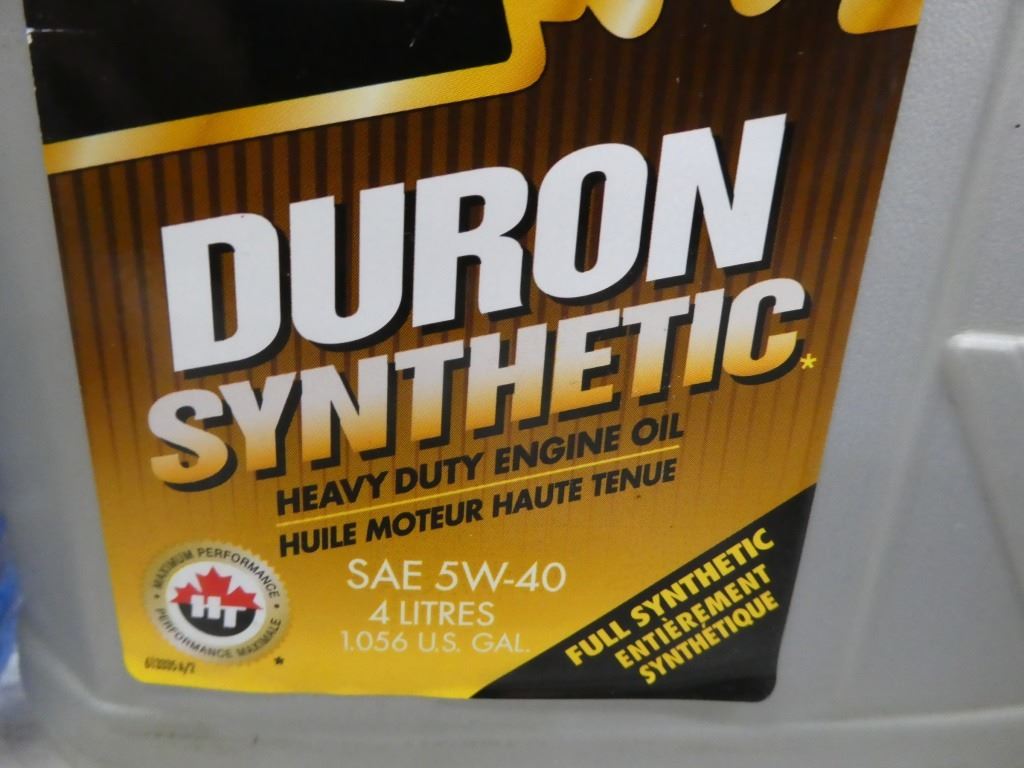 DURON
SYNTHETIC*
HEAVY DUTY ENGINE OIL
HUILE MOTEUR HAUTE TENUE
SAE 5W-40
4 LITRES
1.056 U.S. GAL.
MAXIMUM PERFORMANCE
HT
PERFORMANCE MAXIMALE
*
FULL SYNTHETIC
ENTIÈREMENT
SYNTHÉTIQUE